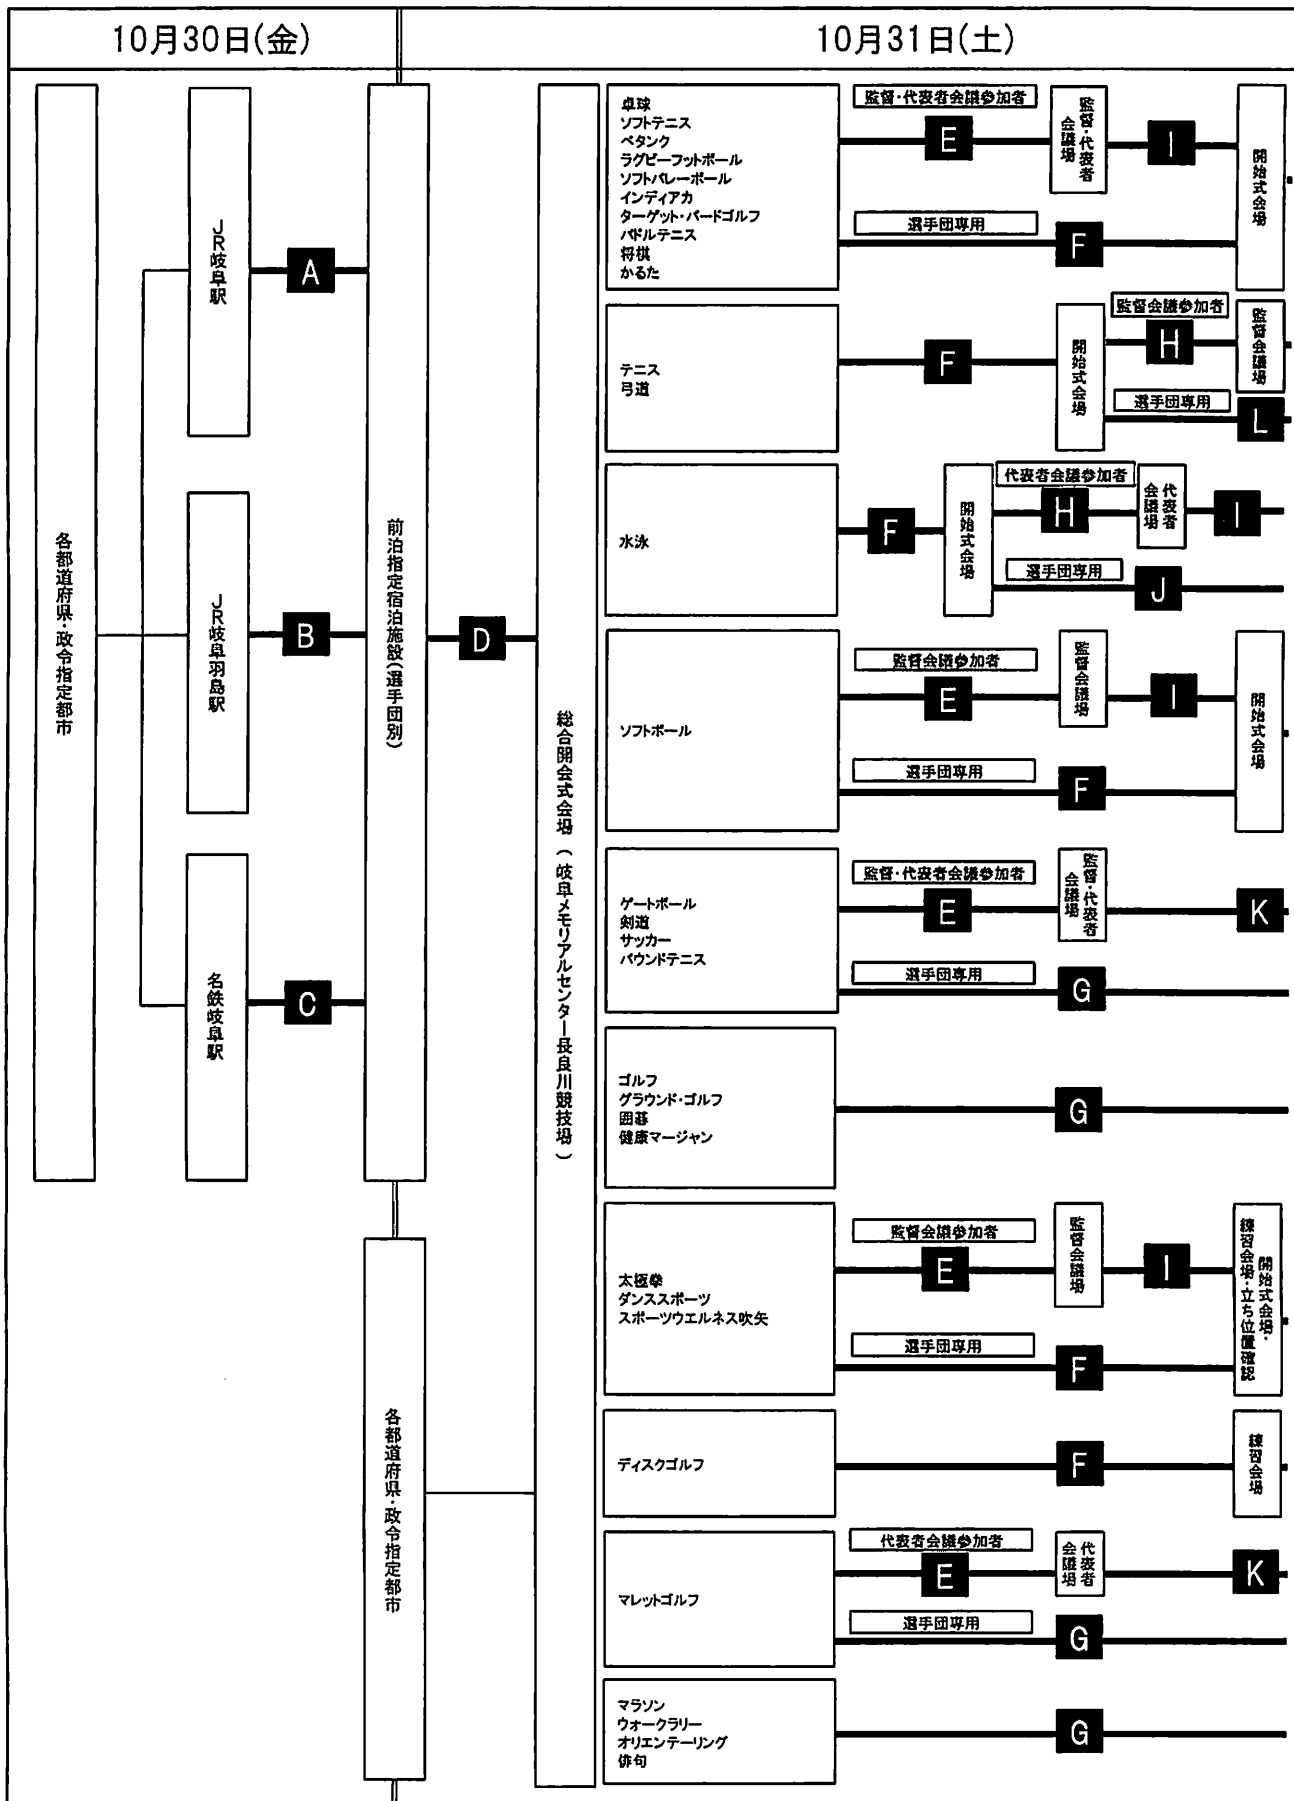 10月30日(金)
10月31日(土)
各都道府県・政令指定都市
JR岐阜駅
A
JR岐阜羽島駅
B
名鉄岐阜駅
C
前泊指定宿泊施設(選手団別)
D
各都道府県・政令指定都市
総合開会式会場(岐阜メモリアルセンター長良川競技場)
卓球
ソフトテニス
ペタンク
ラグビーフットボール
ソフトバレーボール
インディアカ
ターゲット・バードゴルフ
パドルテニス
将棋
かるた
監督・代表者会議参加者
E
監督・代表者
会議場
I
選手団専用
F
開始式会場
テニス
弓道
F
開始式会場
監督会議参加者
H
監督会議場
選手団専用
L
水泳
F
開始式会場
代表者会議参加者
H
代表者
会議場
I
選手団専用
J
ソフトボール
監督会議参加者
E
監督会議場
I
選手団専用
F
開始式会場
ゲートボール
剣道
サッカー
バウンドテニス
監督・代表者会議参加者
E
監督・代表者
会議場
K
選手団専用
G
ゴルフ
グラウンド・ゴルフ
囲碁
健康マージャン
G
太極拳
ダンススポーツ
スポーツウエルネス吹矢
監督会議参加者
E
監督会議場
I
選手団専用
F
開始式会場・
練習会場・立ち位置確認
ディスクゴルフ
F
練習会場
マレットゴルフ
代表者会議参加者
E
代表者
会議場
K
選手団専用
G
マラソン
ウォークラリー
オリエンテーリング
俳句
G